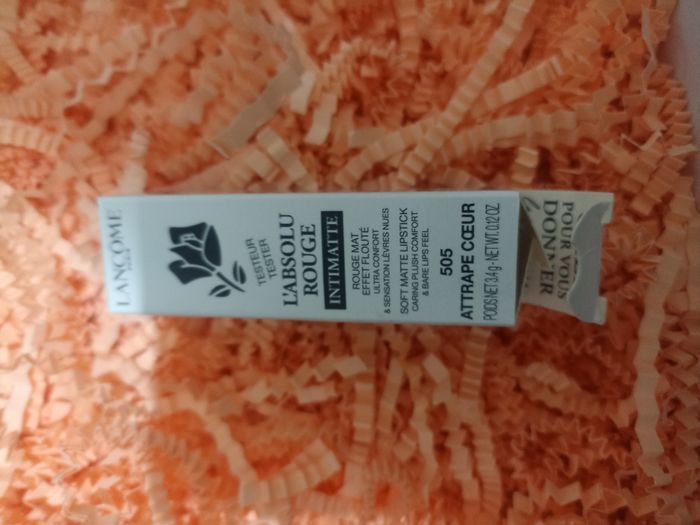 LANCÔME
TESTEUR
TESTER
L'ABSOLU
ROUGE
INTIMATTE
ROUGE MAT
EFFET FLOUTÉ
ULTRA CONFORT
& SENSATION LÈVRES NUES
SOFT MATTE LIPSTICK
CARING PLUSH COMFORT
& BARE LIPS FEEL
505
ATTRAPE CŒUR
POIDS NET 3.4g - NET WT. 0.12 OZ
POUR VOUS
DONNER